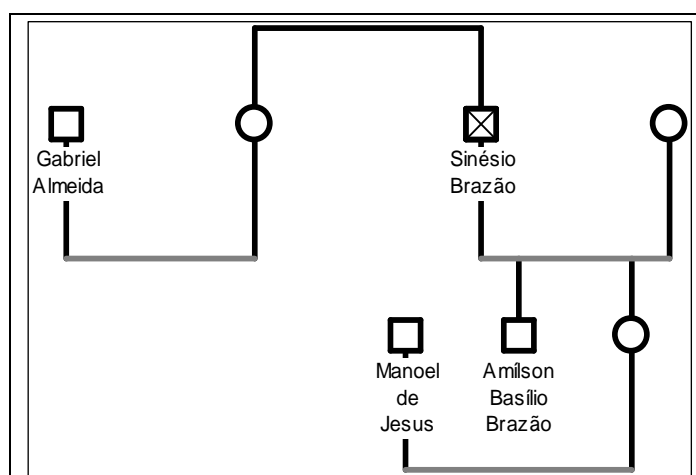 Gabriel
Almeida
Sinésio
Brazão
Manoel
de
Jesus
Amílson
Basílio
Brazão